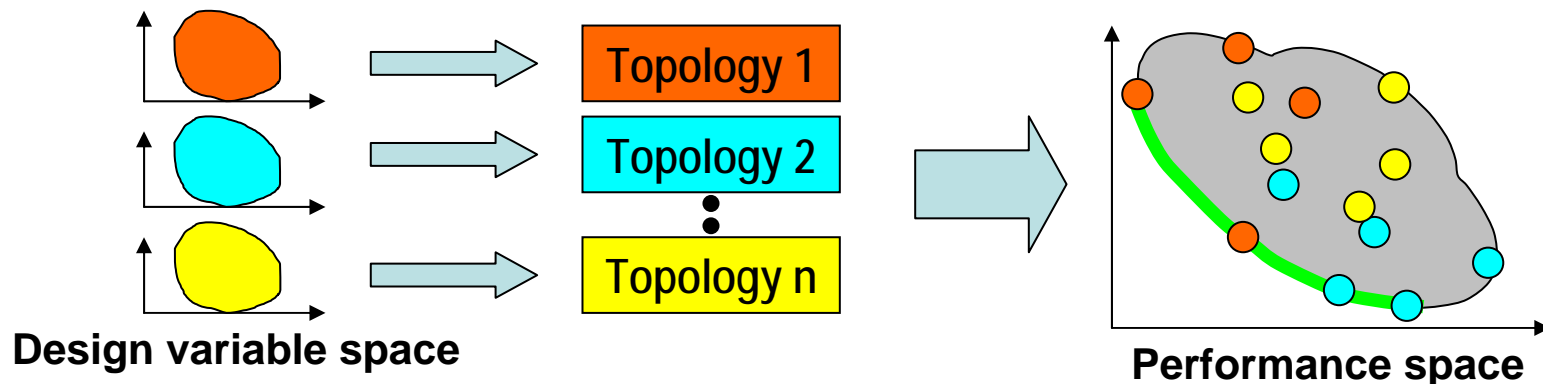 Topology 1
Topology 2
Topology n
Design variable space
Performance space